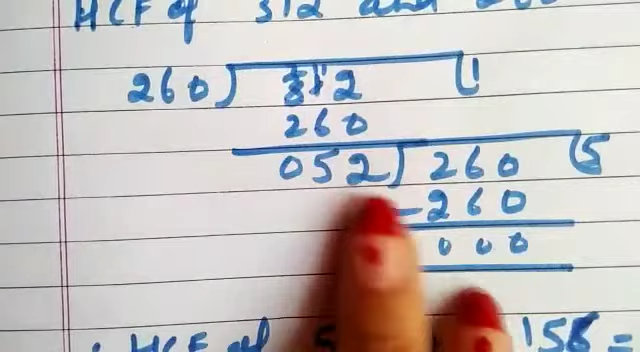 HCF of 312 and
260) 312 (1
260
052) 260 (5
-260
000
HCF of 156 =